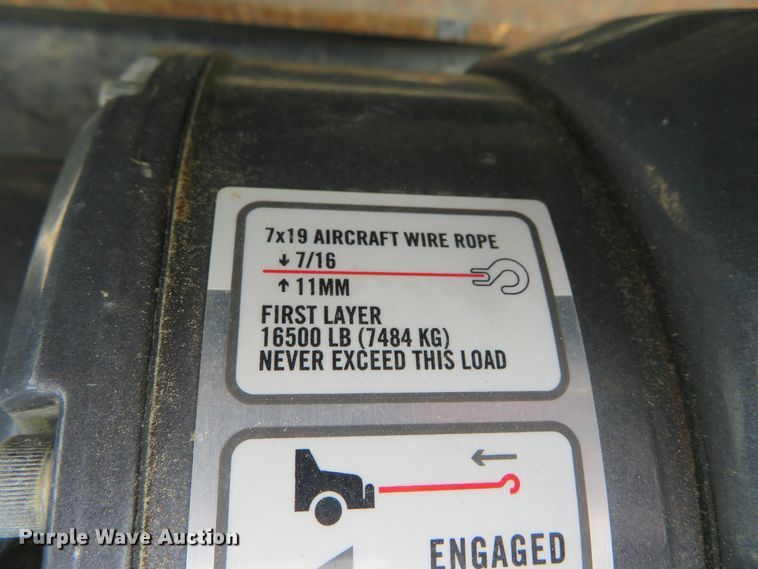 7x19 AIRCRAFT WIRE ROPE
↓ 7/16
↑ 11MM
FIRST LAYER
16500 LB (7484 KG)
NEVER EXCEED THIS LOAD
ENGAGED
Purple Wave Auction